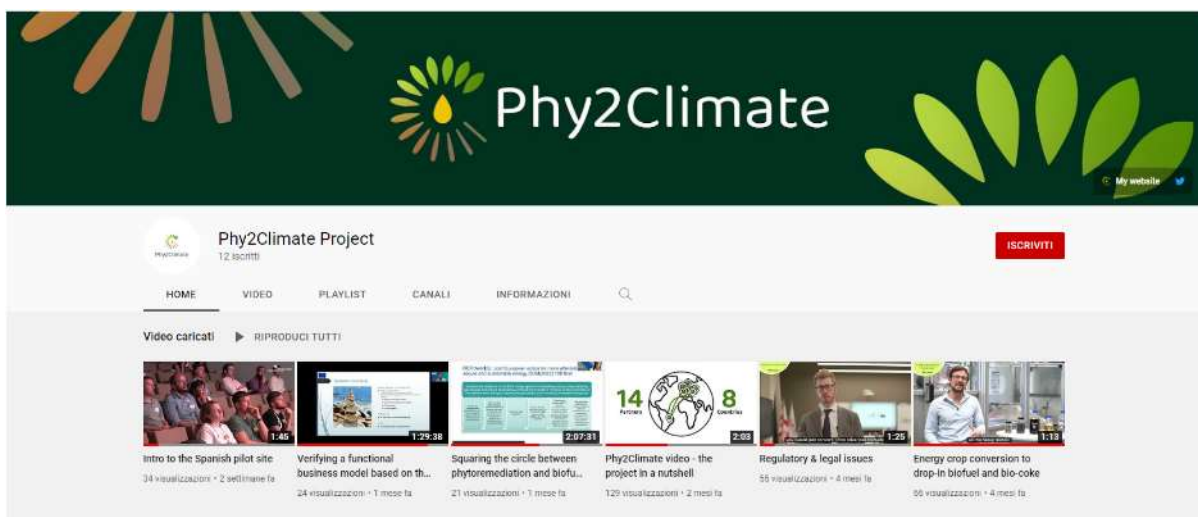 Phy2Climate
My website
Phy2Climate
Phy2Climate Project
12 iscritti
ISCRIVITI
HOME VIDEO PLAYLIST CANALI INFORMAZIONI
Video caricati RIPRODUCI TUTTI
14 Partners 8 Countries
1:45 1:29:38 2:07:31 2:03 1:25 1:13
Intro to the Spanish pilot site
34 visualizzazioni • 2 settimane fa
Verifying a functional
business model based on th...
24 visualizzazioni • 1 mese fa
Squaring the circle between
phytoremediation and biofu...
21 visualizzazioni • 1 mese fa
Phy2Climate video - the
project in a nutshell
129 visualizzazioni • 2 mesi fa
Regulatory & legal issues
55 visualizzazioni • 4 mesi fa
Energy crop conversion to
drop-in biofuel and bio-coke
66 visualizzazioni • 4 mesi fa